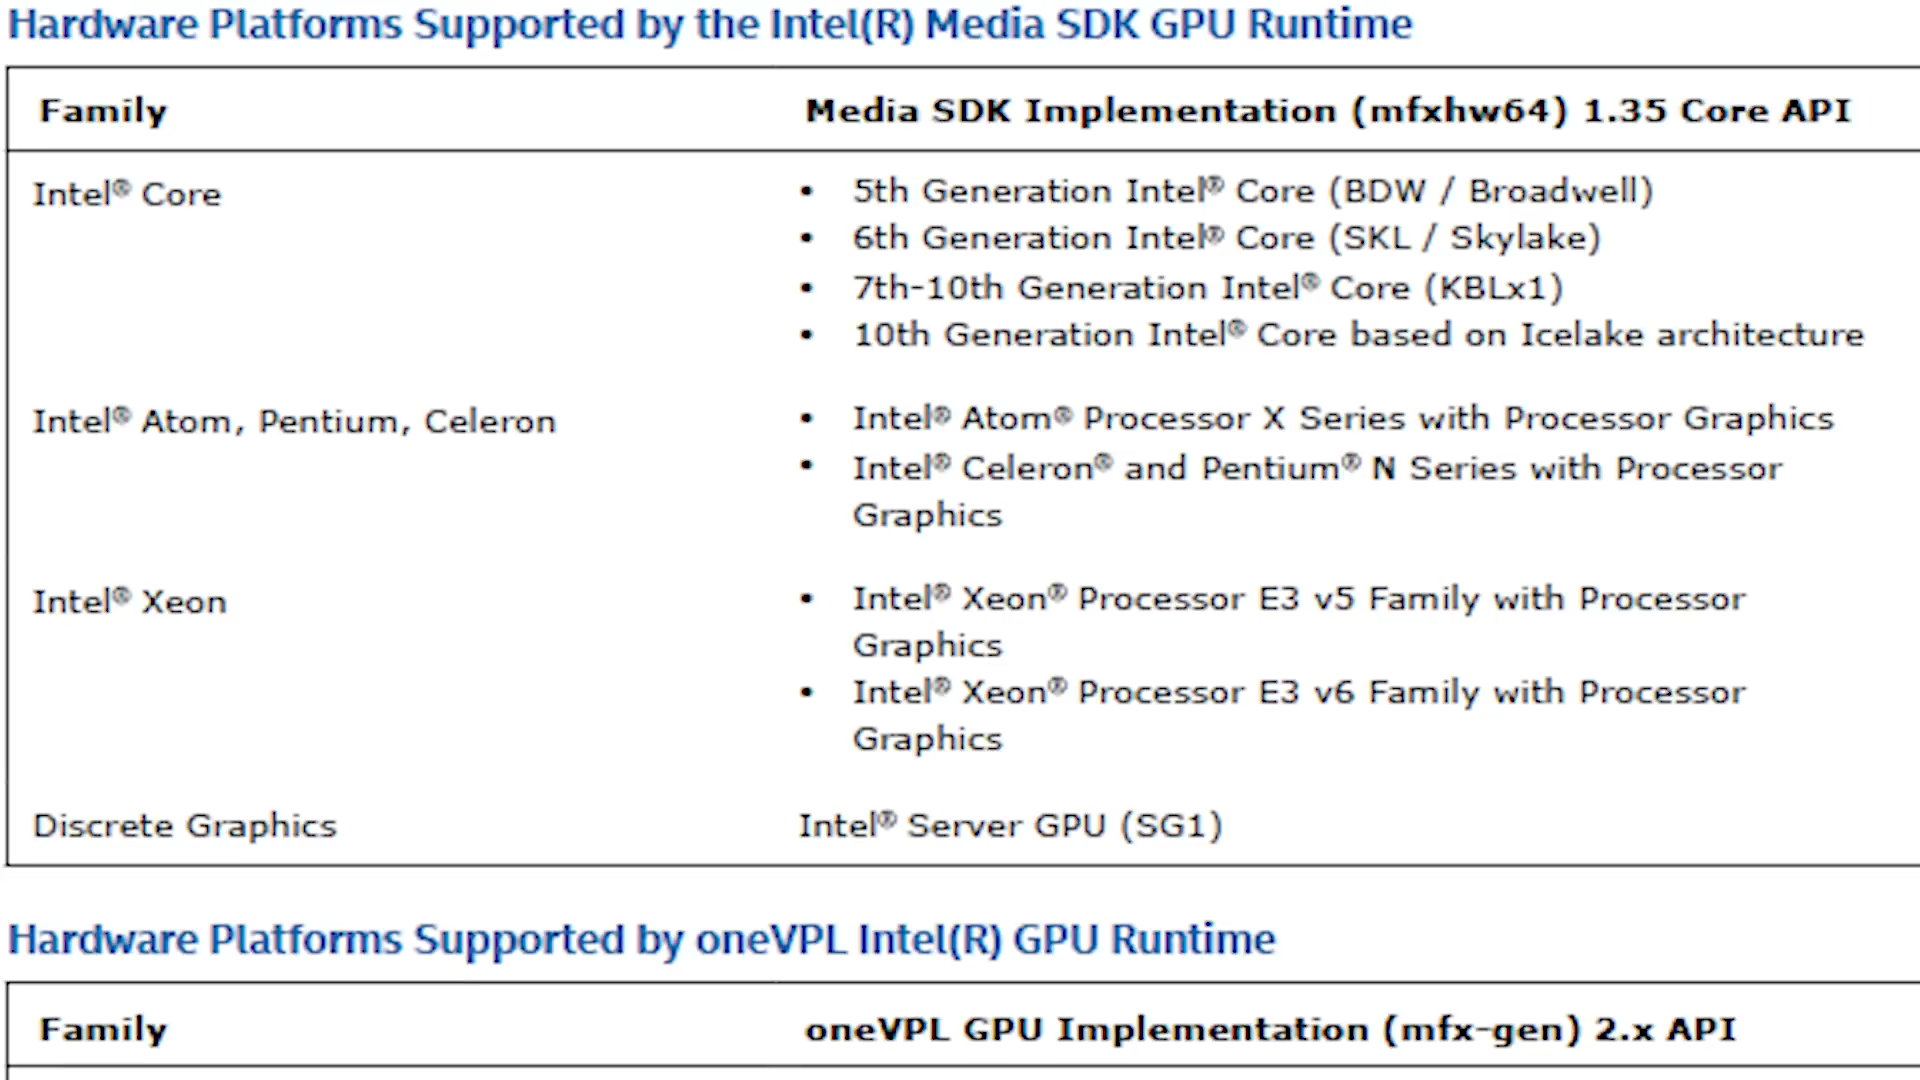 Hardware Platforms Supported by the Intel(R) Media SDK GPU Runtime
Family
Media SDK Implementation (mfxhw64) 1.35 Core API
Intel® Core
• 5th Generation Intel® Core (BDW / Broadwell)
• 6th Generation Intel® Core (SKL / Skylake)
• 7th-10th Generation Intel® Core (KBLx1)
• 10th Generation Intel® Core based on Icelake architecture
Intel® Atom, Pentium, Celeron
• Intel® Atom® Processor X Series with Processor Graphics
• Intel® Celeron® and Pentium® N Series with Processor
Graphics
Intel® Xeon
• Intel® Xeon® Processor E3 v5 Family with Processor
Graphics
• Intel® Xeon® Processor E3 v6 Family with Processor
Graphics
Discrete Graphics
Intel® Server GPU (SG1)
Hardware Platforms Supported by oneVPL Intel(R) GPU Runtime
Family
oneVPL GPU Implementation (mfx-gen) 2.x API